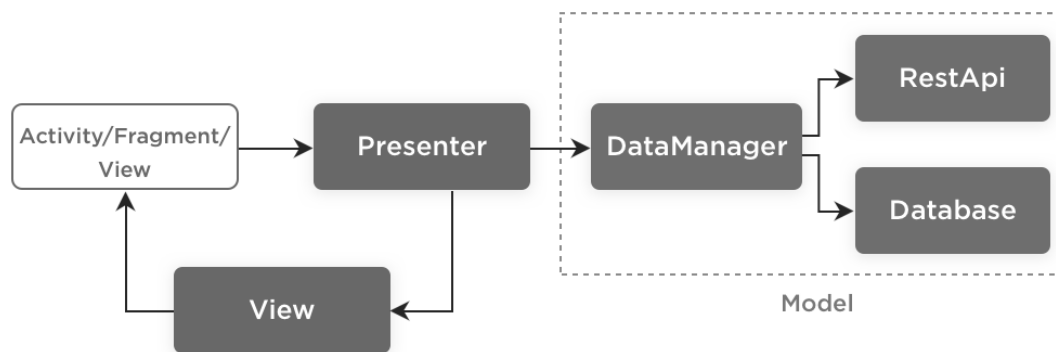 RestApi
Activity/Fragment/
View
Presenter
DataManager
Database
View
Model